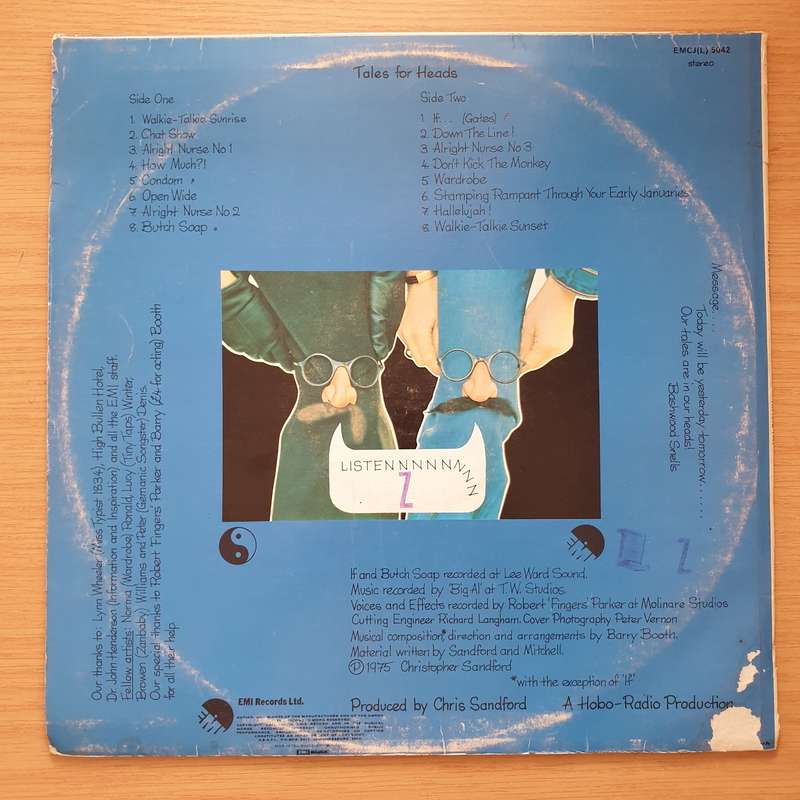 EMCJ(L) 5042
stereo
Tales for Heads
Side One
1. Walkie-Talkie Sunrise
2. Chat Show
3. Alright Nurse No 1
4. How Much?!
5. Condom
6. Open Wide
7. Alright Nurse No 2
8. Butch Soap
Side Two
1. If... (Gates)
2. Down The Line!
3. Alright Nurse No 3
4. Don't Kick The Monkey
5. Wardrobe
6. Stamping Rampant Through Your Early Januaries
7. Hallelujah!
8. Walkie-Talkie Sunset
Message...
Today will be yesterday tomorrow......
Our tales are in our heads!
Bashwood Snells
LISTENNNNNNNN
Z
Z
Our thanks to: Lynn Wheeler (Miss Typist 1834), High Bullen Hotel,
Dr. John Henderson (Information and Inspiration) and all the EMI staff.
Fellow artists: Norma (Wardrobe) Ronald, Lucy (Tiny Taps) Winter,
Browen (Zanbaby) Williams and Peter (Germanic Songster) Denis.
Our special thanks to Robert Fingers Parker and Barry (£4 for acting) Booth
for all their help.
If and Butch Soap recorded at Lee Ward Sound.
Music recorded by 'Big Al' at T.W. Studios.
Voices and Effects recorded by Robert 'Fingers' Parker at Molinare Studios
Cutting Engineer Richard Langham. Cover Photography Peter Vernon
Musical composition,* direction and arrangements by Barry Booth.
Material written by Sandford and Mitchell.
Ⓟ 1975 Christopher Sandford
*with the exception of 'If'
EMI
EMI
EMI Records Ltd.
Produced by Chris Sandford
A Hobo-Radio Production